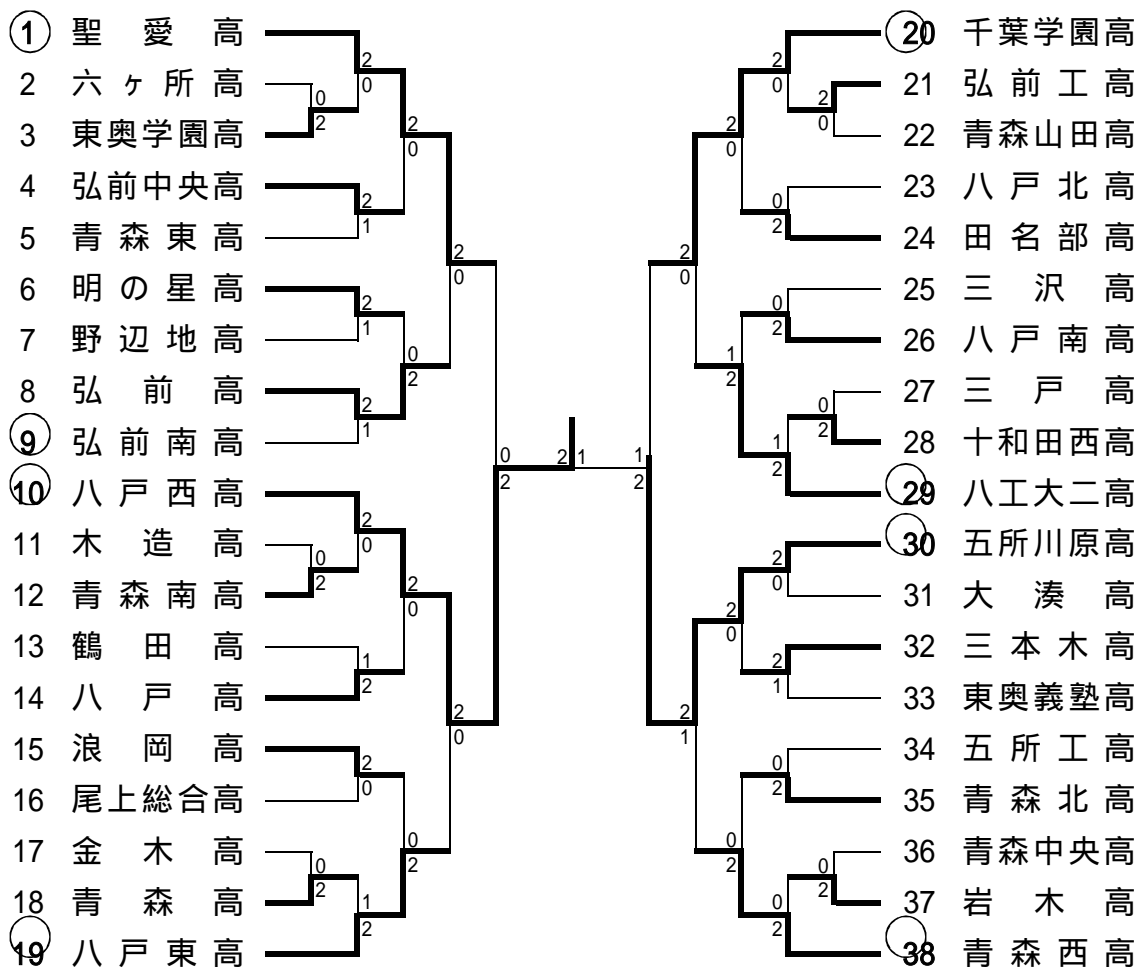 1 聖愛高
2 六ヶ所高
0
2
3 東奥学園高
2
0
4 弘前中央高
5 青森東高
2
1
2
0
6 明の星高
7 野辺地高
2
1
8 弘前高
9 弘前南高
2
1
0
2
2
0
10 八戸西高
11 木造高
0
2
12 青森南高
2
0
13 鶴田高
14 八戸高
1
2
2
0
15 浪岡高
16 尾上総合高
2
0
17 金木高
18 青森高
0
2
19 八戸東高
1
2
0
2
2
0
0
2
2 1
1
2
20 千葉学園高
21 弘前工高
22 青森山田高
2
0
2
0
23 八戸北高
24 田名部高
0
2
2
0
25 三沢高
26 八戸南高
0
2
27 三戸高
28 十和田西高
0
2
29 八工大二高
1
2
1
2
2
0
30 五所川原高
31 大湊高
2
0
32 三本木高
33 東奥義塾高
2
1
2
0
34 五所工高
35 青森北高
0
2
36 青森中央高
37 岩木高
0
2
38 青森西高
0
2
0
2
2
1